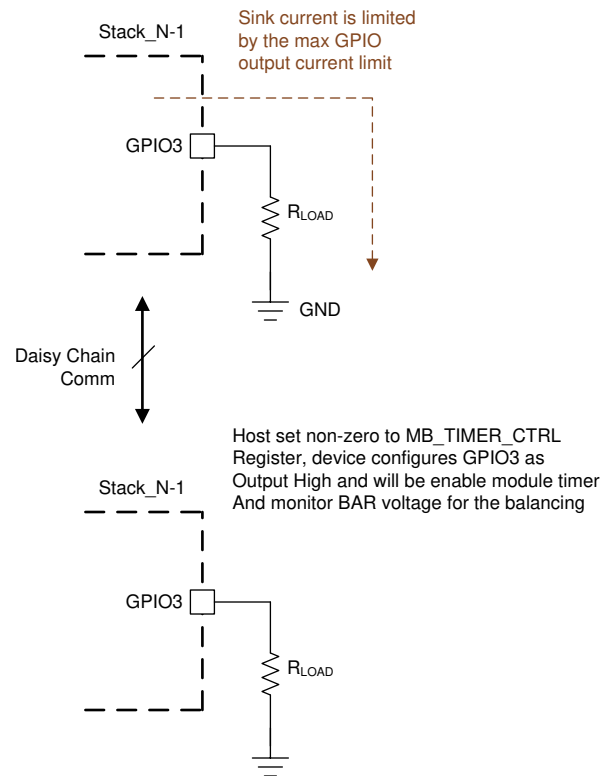 Stack_N-1
Sink current is limited
by the max GPIO
output current limit
GPIO3
RLOAD
GND
Daisy Chain
Comm
Host set non-zero to MB_TIMER_CTRL
Register, device configures GPIO3 as
Output High and will be enable module timer
And monitor BAR voltage for the balancing
Stack_N-1
GPIO3
RLOAD